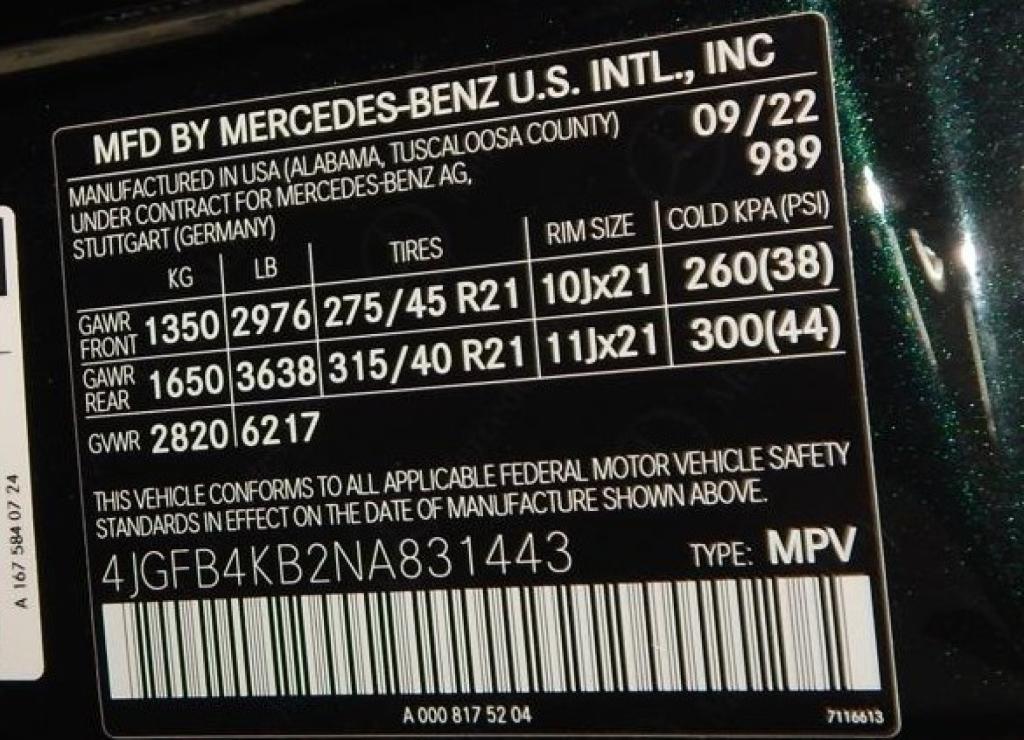 MFD BY MERCEDES-BENZ U.S. INTL., INC
MANUFACTURED IN USA (ALABAMA, TUSCALOOSA COUNTY) 09/22
UNDER CONTRACT FOR MERCEDES-BENZ AG, 989
STUTTGART (GERMANY)
KG LB TIRES RIM SIZE COLD KPA (PSI)
GAWR FRONT 1350 2976 275/45 R21 10Jx21 260(38)
GAWR REAR 1650 3638 315/40 R21 11Jx21 300(44)
GVWR 2820 6217
THIS VEHICLE CONFORMS TO ALL APPLICABLE FEDERAL MOTOR VEHICLE SAFETY
STANDARDS IN EFFECT ON THE DATE OF MANUFACTURE SHOWN ABOVE.
4JGFB4KB2NA831443 TYPE: MPV
A 000 817 52 04 7116613
A 167 584 07 24